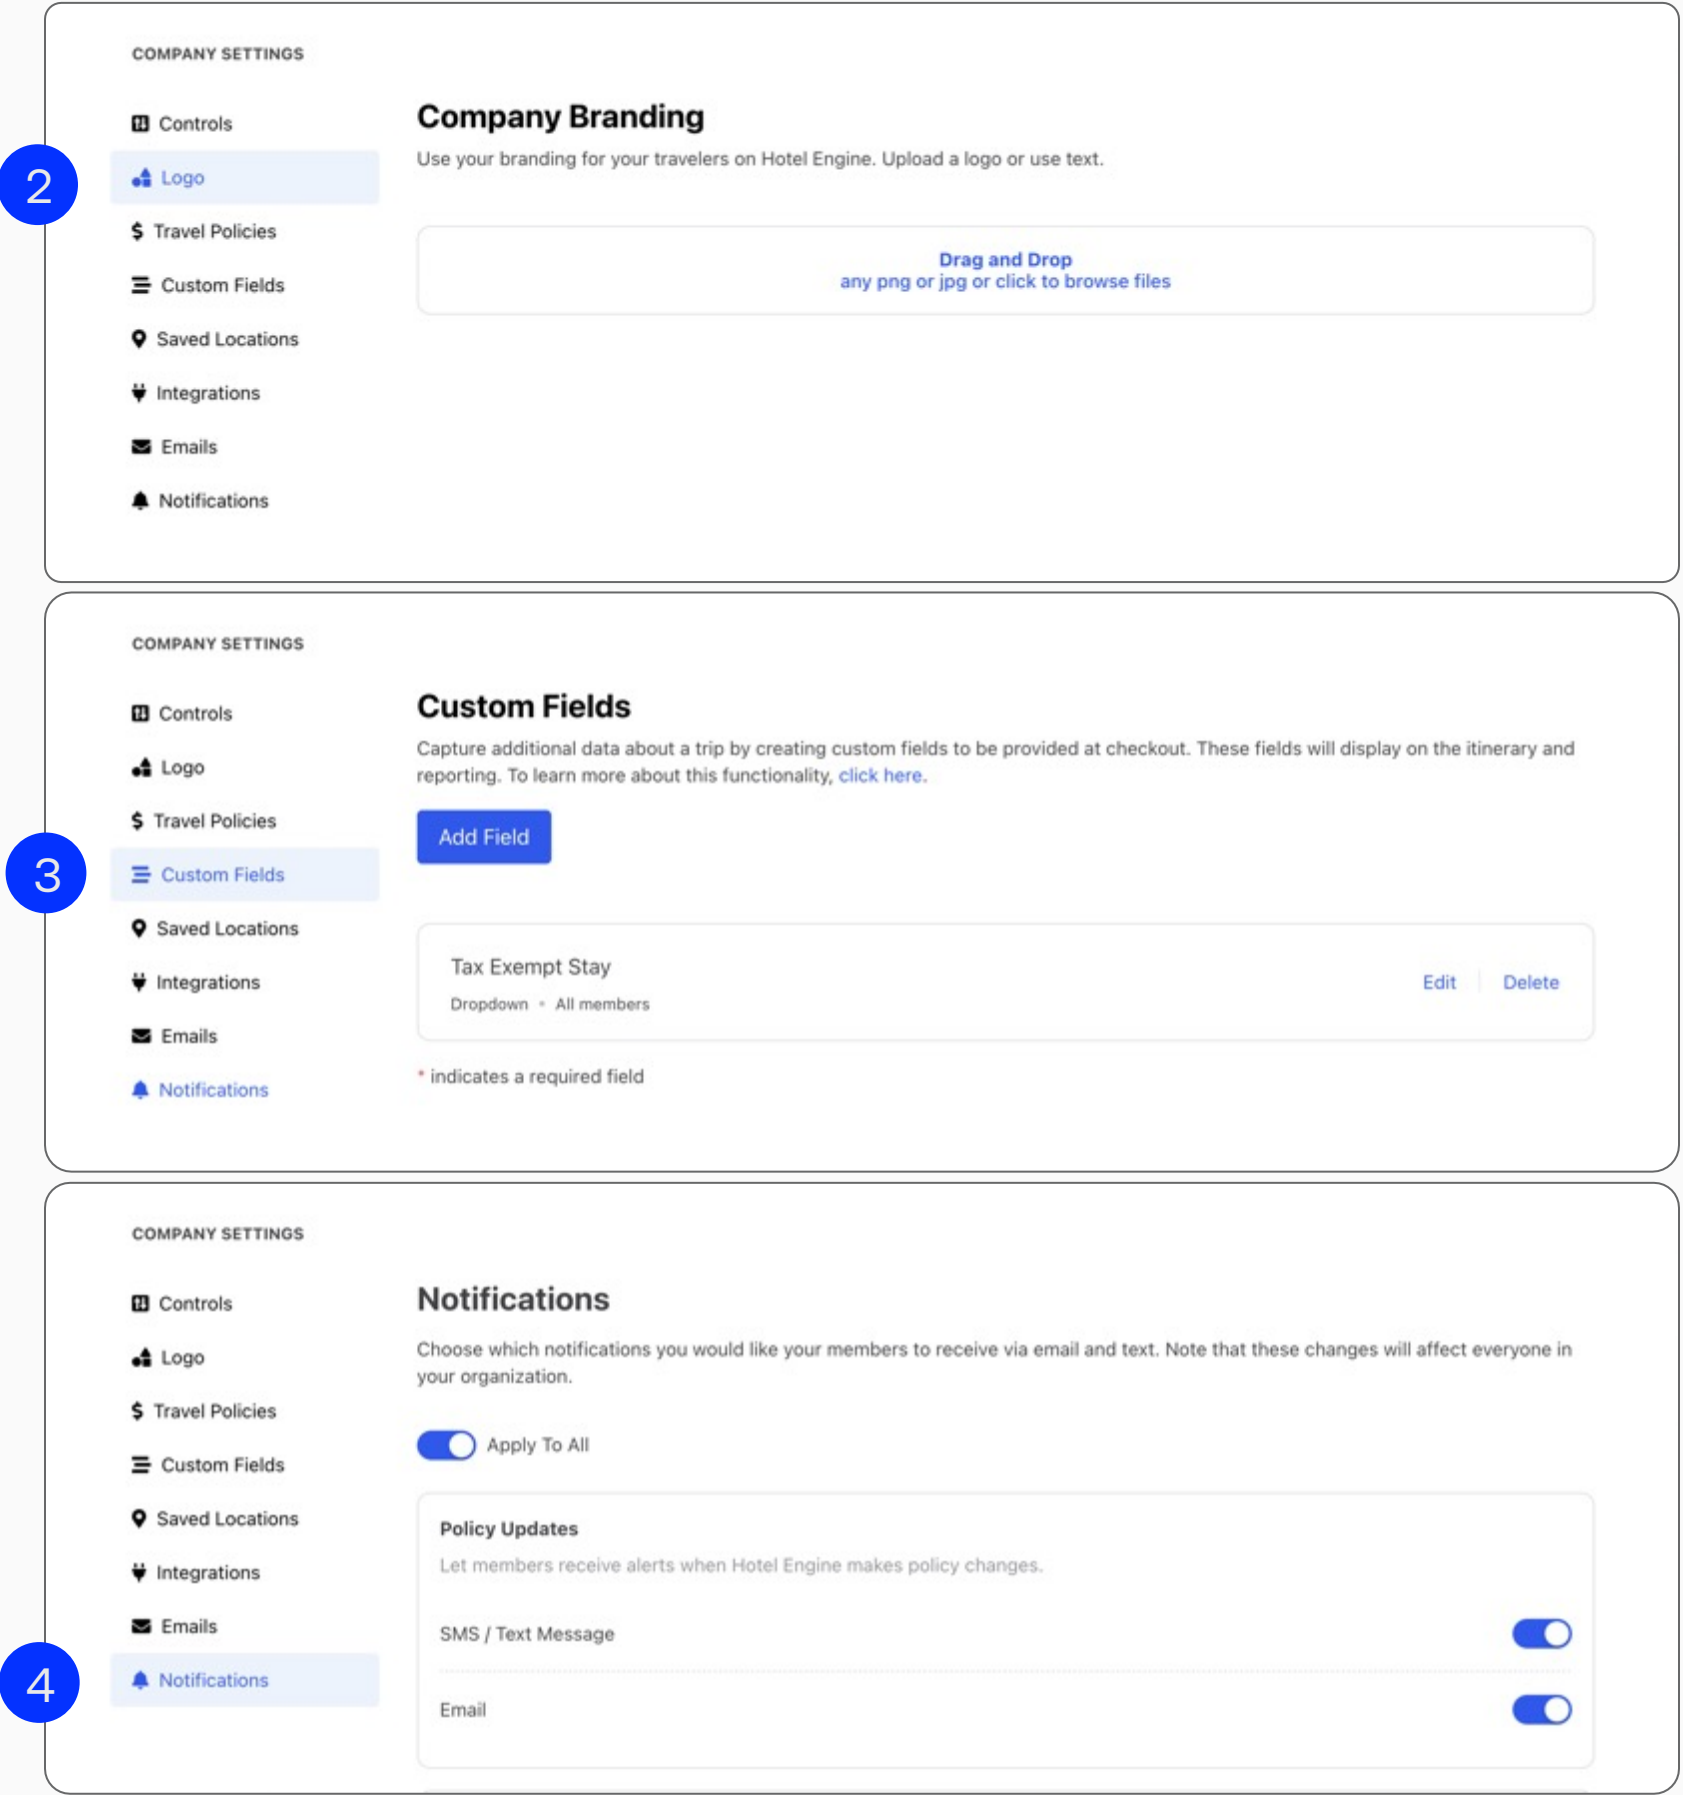 COMPANY SETTINGS
Controls
2
Logo
Travel Policies
Custom Fields
Saved Locations
Integrations
Emails
Notifications
Company Branding
Use your branding for your travelers on Hotel Engine. Upload a logo or use text.
Drag and Drop
any png or jpg or click to browse files
COMPANY SETTINGS
Controls
Logo
Travel Policies
3
Custom Fields
Saved Locations
Integrations
Emails
Notifications
Custom Fields
Capture additional data about a trip by creating custom fields to be provided at checkout. These fields will display on the itinerary and
reporting. To learn more about this functionality, click here.
Add Field
Tax Exempt Stay
Dropdown • All members
Edit
Delete
* indicates a required field
COMPANY SETTINGS
Controls
Logo
Travel Policies
Custom Fields
Saved Locations
Integrations
Emails
4
Notifications
Notifications
Choose which notifications you would like your members to receive via email and text. Note that these changes will affect everyone in
your organization.
Apply To All
Policy Updates
Let members receive alerts when Hotel Engine makes policy changes.
SMS / Text Message
Email